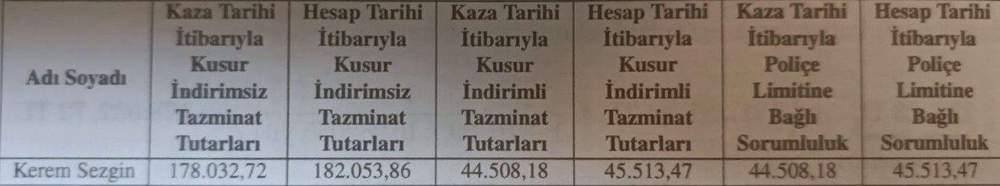 Adı Soyadı
Kaza Tarihi
İtibarıyla
Kusur
İndirimsiz
Tazminat
Tutarları
Hesap Tarihi
İtibarıyla
Kusur
İndirimsiz
Tazminat
Tutarları
Kaza Tarihi
İtibarıyla
Kusur
İndirimli
Tazminat
Tutarları
Hesap Tarihi
İtibarıyla
Kusur
İndirimli
Tazminat
Tutarları
Kaza Tarihi
İtibarıyla
Poliçe
Limitine
Bağlı
Sorumluluk
Hesap Tarihi
İtibarıyla
Poliçe
Limitine
Bağlı
Sorumluluk
Kerem Sezgin 178.032,72 182.053,86 44.508,18 45.513,47 44.508,18 45.513,47